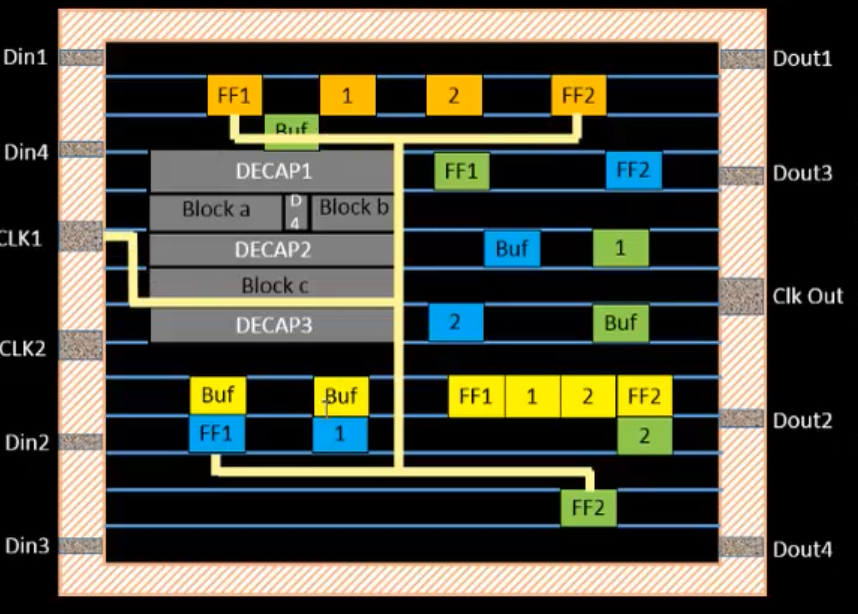 Din1
Dout1
FF1 1 2 FF2
Buf
Din4
DECAP1
FF1
FF2
Dout3
Block a
D
4
Block b
CLK1
DECAP2
Buf
1
Block c
Clk Out
DECAP3
2
Buf
CLK2
Buf
Buf
FF1 1 2 FF2
Dout2
FF1
1
2
Din2
FF2
Din3
Dout4